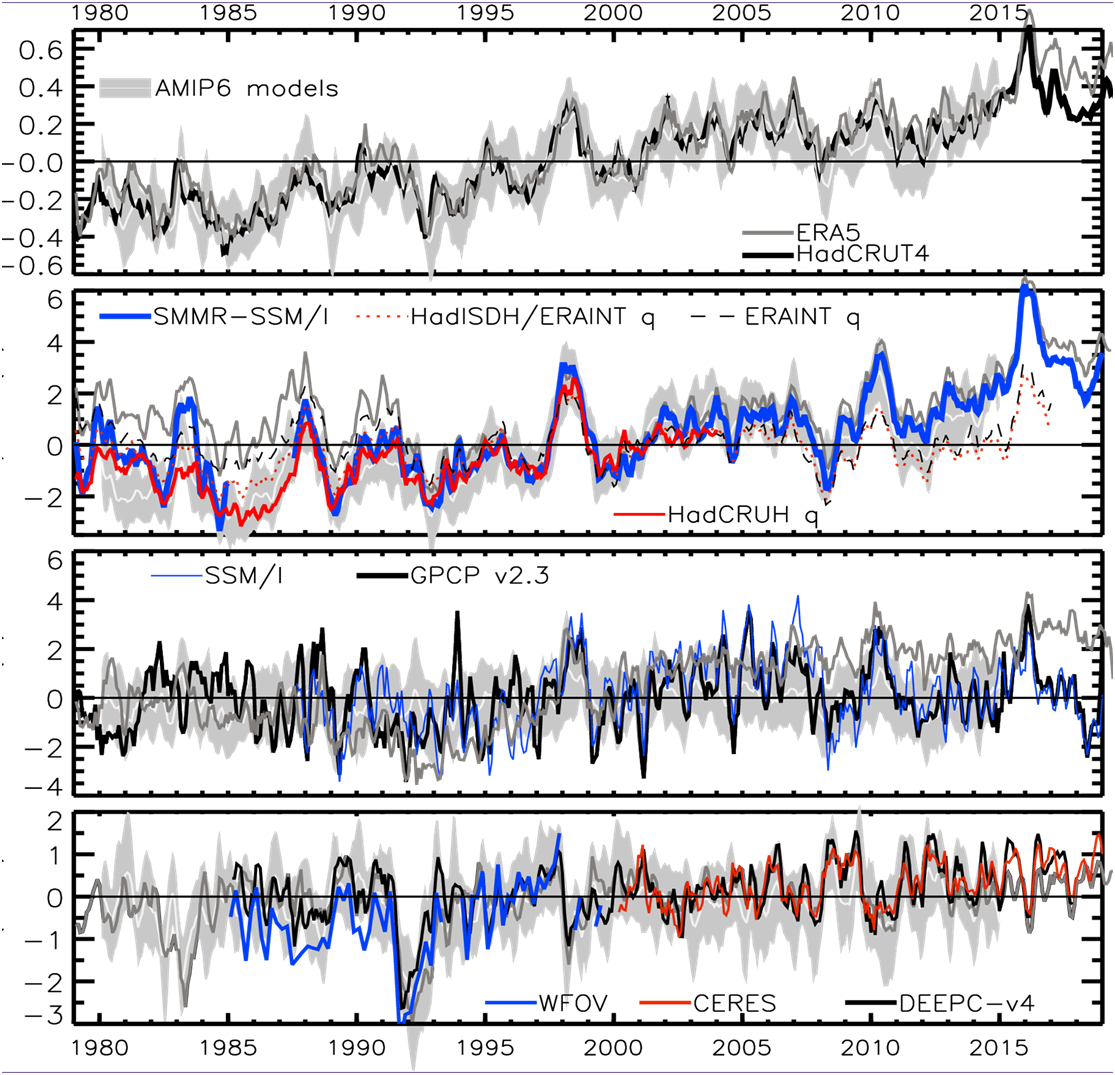 1980 1985 1990 1995 2000 2005 2010 2015
0.6
AMIP6 models
0.4
0.2
-0.0
-0.2
ERA5
-0.4
HadCRUT4
-0.6
6
SMMR-SSM/I HadISDH/ERAINT q ERAINT q
4
2
0
-2
HadCRUH q
6
SSM/I GPCP v2.3
4
2
0
-2
-4
2
1
0
-1
-2
WFOV CERES DEEPC-v4
-3
1980 1985 1990 1995 2000 2005 2010 2015